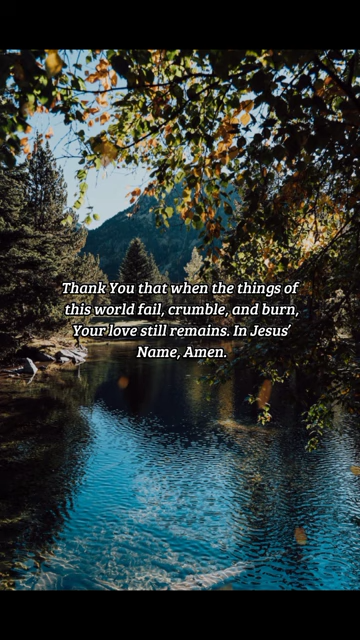 Thank You that when the things of
this world fail, crumble, and burn,
Your love still remains. In Jesus’
Name, Amen.